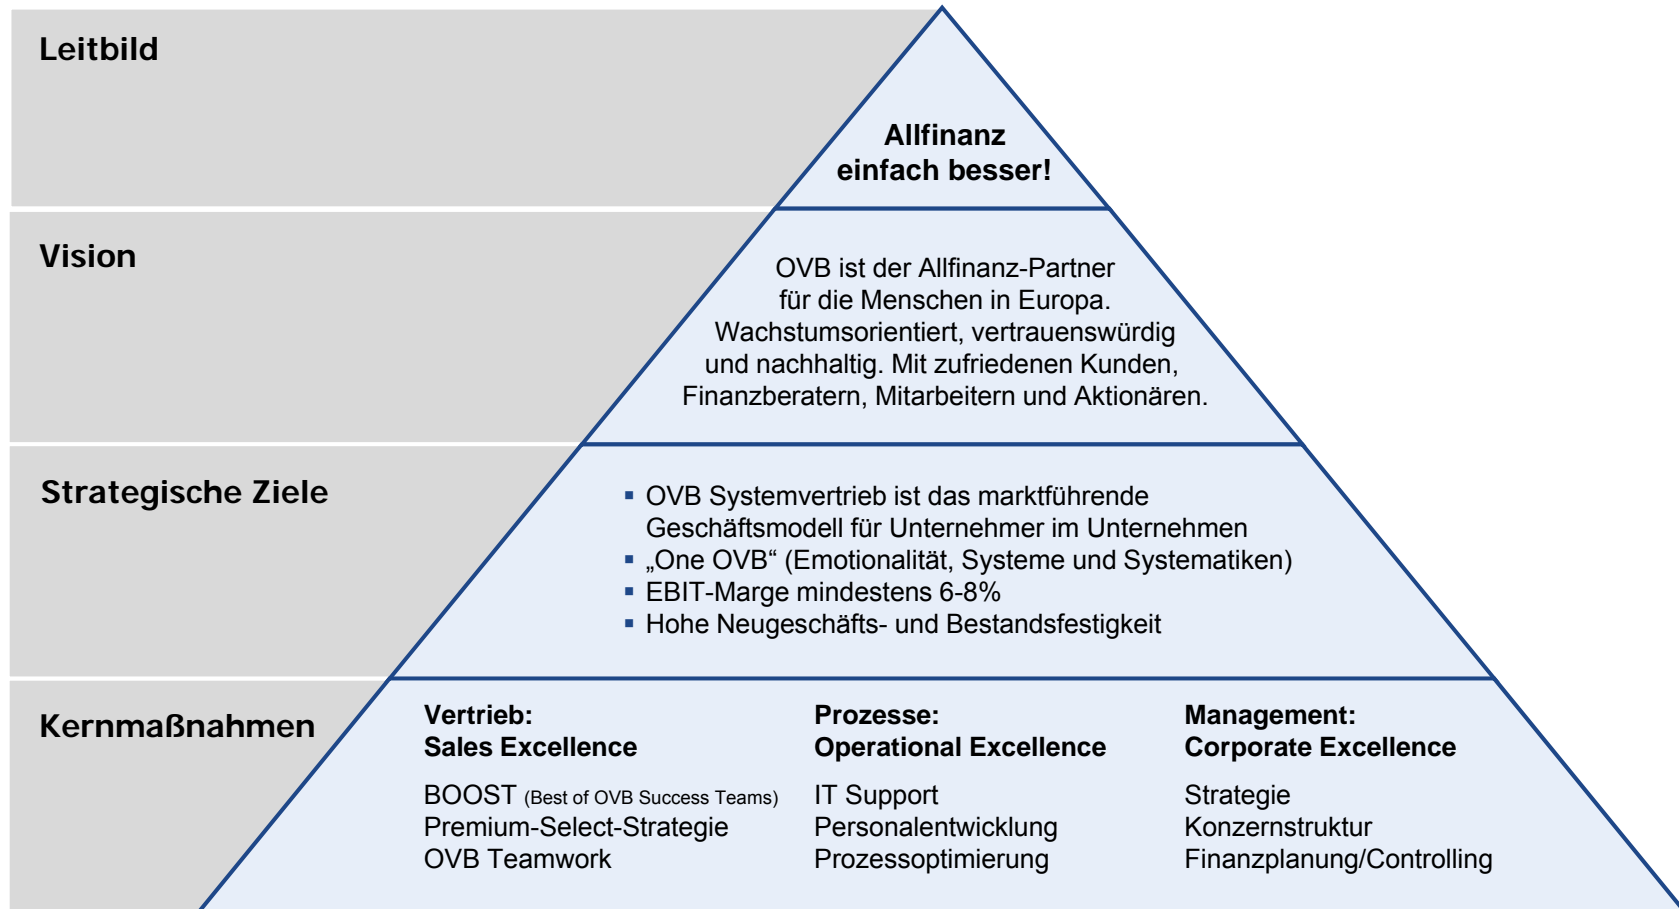 Leitbild
Allfinanz
einfach besser!
Vision
OVB ist der Allfinanz-Partner
für die Menschen in Europa.
Wachstumsorientiert, vertrauenswürdig
und nachhaltig. Mit zufriedenen Kunden,
Finanzberatern, Mitarbeitern und Aktionären.
Strategische Ziele
▪ OVB Systemvertrieb ist das marktführende
Geschäftsmodell für Unternehmer im Unternehmen
▪ „One OVB“ (Emotionalität, Systeme und Systematiken)
▪ EBIT-Marge mindestens 6-8%
▪ Hohe Neugeschäfts- und Bestandsfestigkeit
Kernmaßnahmen
Vertrieb:
Sales Excellence
BOOST (Best of OVB Success Teams)
Premium-Select-Strategie
OVB Teamwork
Prozesse:
Operational Excellence
IT Support
Personalentwicklung
Prozessoptimierung
Management:
Corporate Excellence
Strategie
Konzernstruktur
Finanzplanung/Controlling